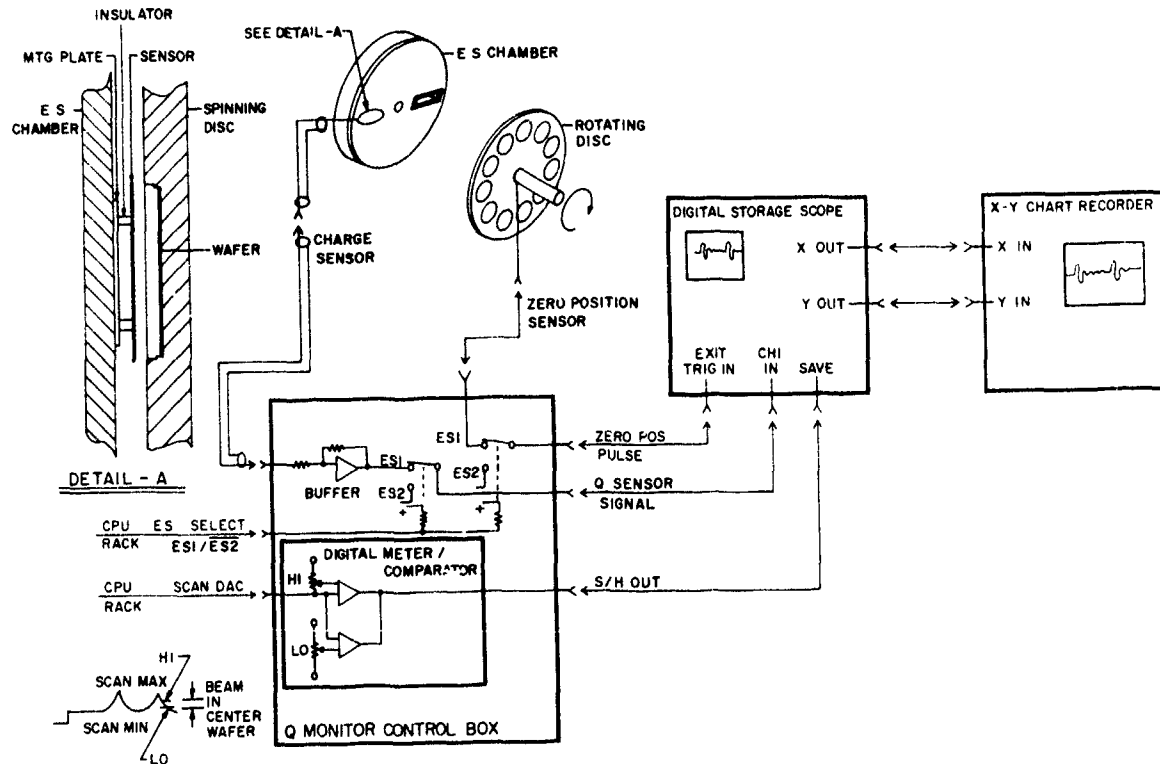 INSULATOR
MTG PLATE
SENSOR
E S
CHAMBER
SPINNING
DISC
WAFER
DETAIL - A
SEE DETAIL-A
E S CHAMBER
ROTATING
DISC
CHARGE
SENSOR
ZERO POSITION
SENSOR
DIGITAL STORAGE SCOPE
X OUT
Y OUT
EXIT
TRIG IN
CHI
IN
SAVE
X-Y CHART RECORDER
X IN
Y IN
ES1
ES2
ZERO POS
PULSE
BUFFER
ES1
ES2
+
+
Q SENSOR
SIGNAL
CPU ES SELECT
RACK ES1/ES2
DIGITAL METER /
COMPARATOR
HI
LO
CPU SCAN DAC
RACK
S/H OUT
HI
SCAN MAX
SCAN MIN
LO
BEAM
IN
CENTER
WAFER
Q MONITOR CONTROL BOX